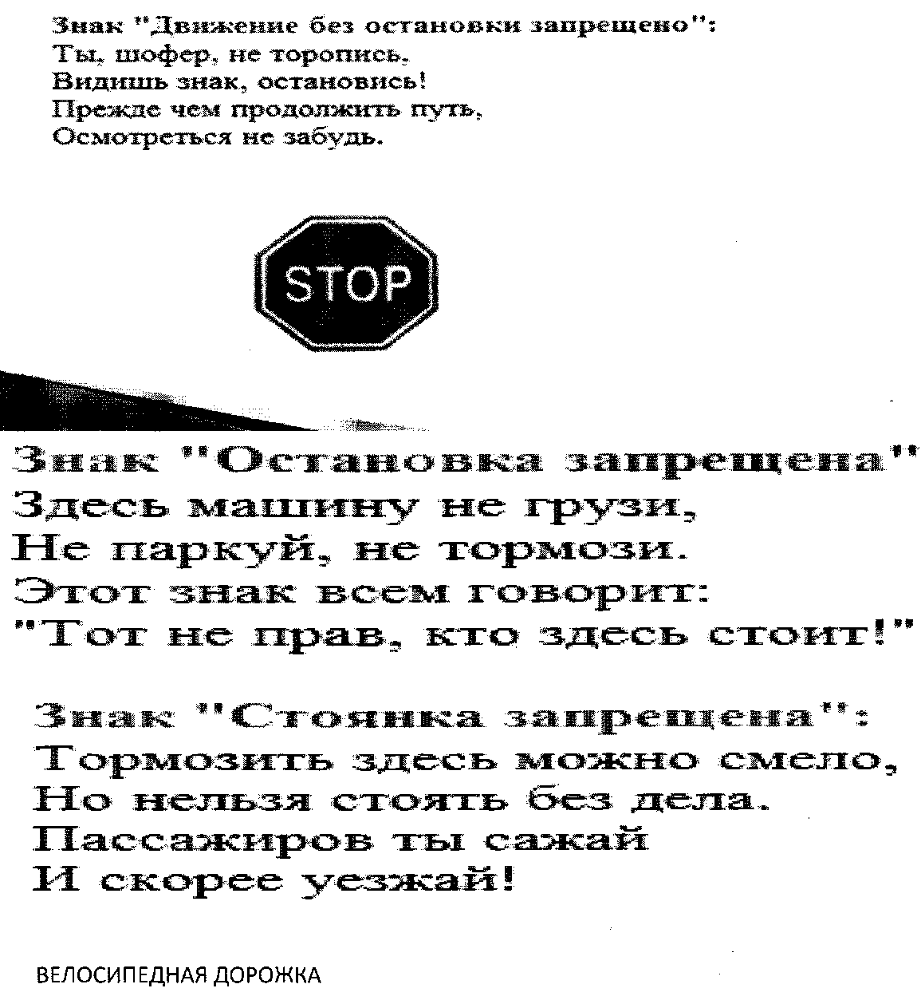 Знак "Движение без остановки запрещено":
Ты, шофер, не торопись,
Видишь знак, остановись!
Прежде чем продолжить путь,
Осмотреться не забудь.
STOP
Знак "Остановка запрещена"
Здесь машину не грузи,
Не паркуй, не тормози.
Этот знак всем говорит:
"Тот не прав, кто здесь стоит!"
Знак "Стоянка запрещена":
Тормозить здесь можно смело,
Но нельзя стоять без дела.
Пассажиров ты сажай
И скорее уезжай!
ВЕЛОСИПЕДНАЯ ДОРОЖКА